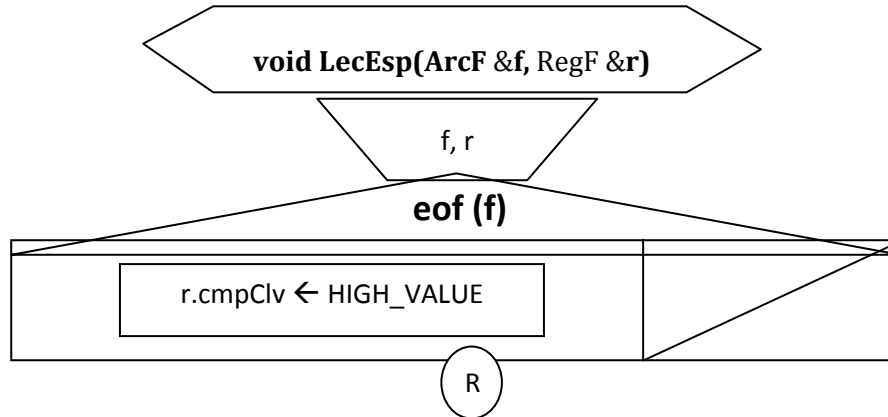 void LecEsp(ArcF &f, RegF &r)
f, r
eof (f)
r.cmpClv ← HIGH_VALUE
R